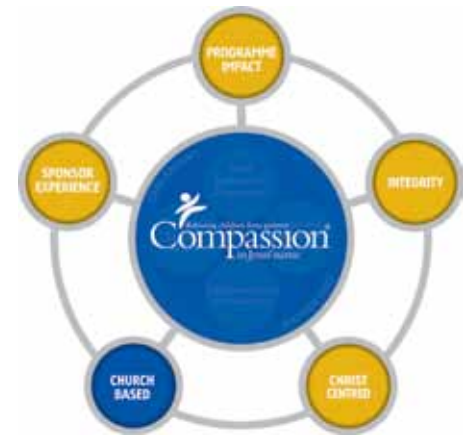 PROGRAMME
IMPACT
SPONSOR
EXPERIENCE
INTEGRITY
Releasing children from poverty
Compassion®
in Jesus' name
CHURCH
BASED
CHRIST
CENTRED